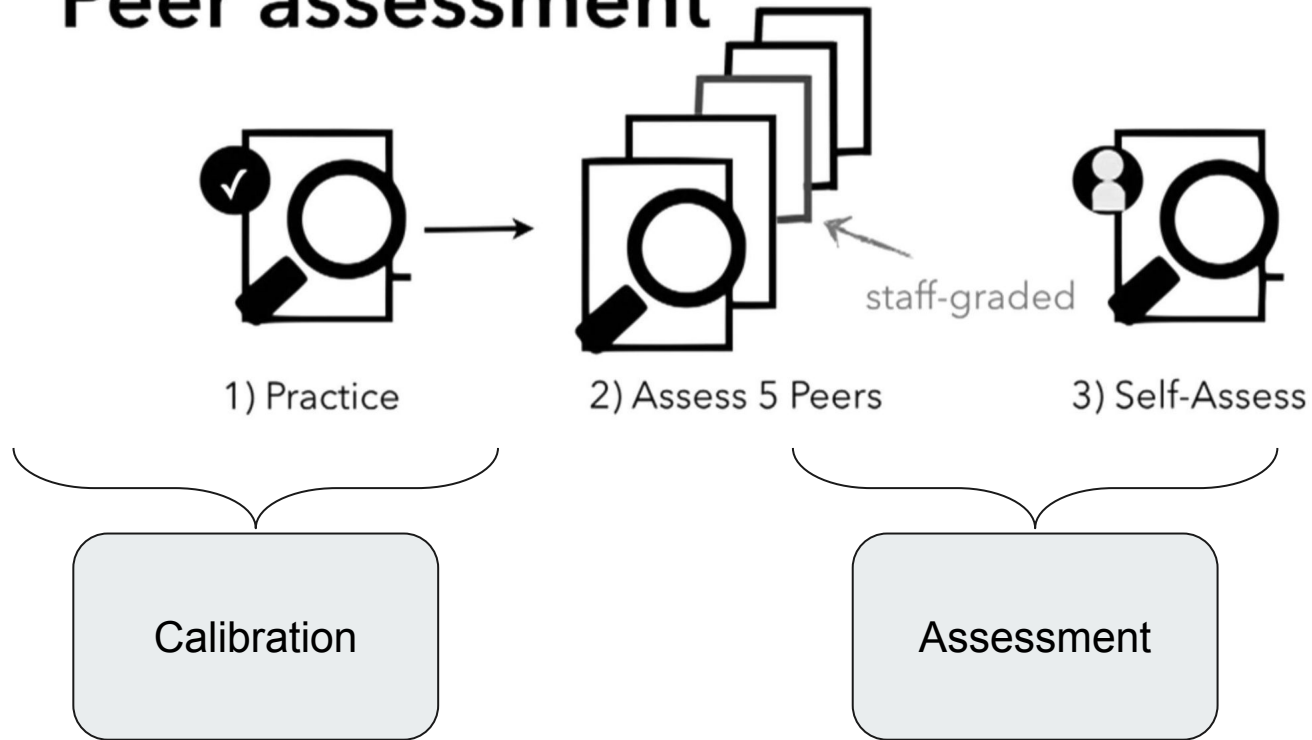 Peer assessment
staff-graded
1) Practice
2) Assess 5 Peers
3) Self-Assess
Calibration
Assessment